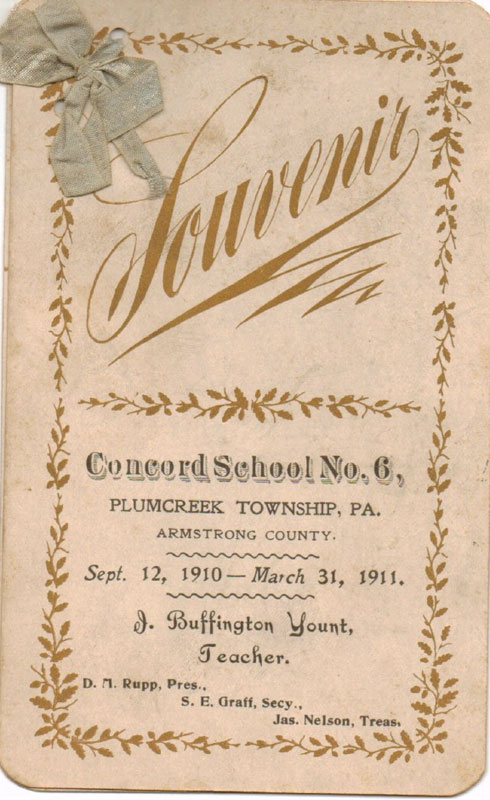 Souvenir
Concord School No. 6,
PLUMCREEK TOWNSHIP, PA.
ARMSTRONG COUNTY.
Sept. 12, 1910 — March 31, 1911.
J. Buffington Yount,
Teacher.
D. M. Rupp, Pres.,
S. E. Graff, Secy.,
Jas. Nelson, Treas.